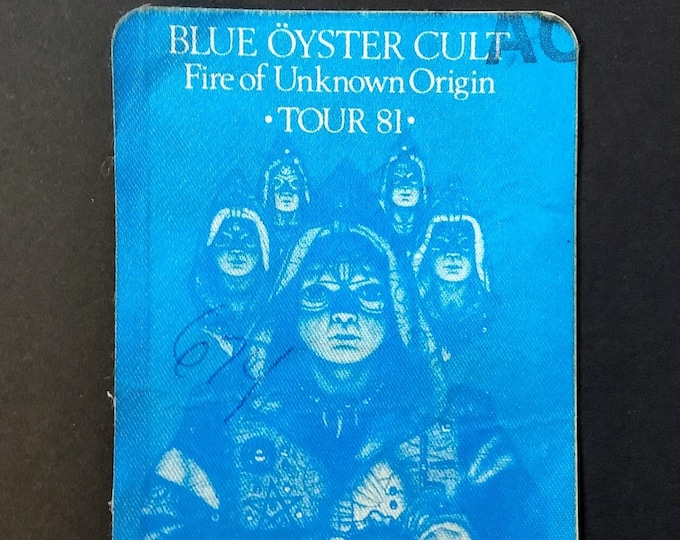 BLUE ÖYSTER CULT
Fire of Unknown Origin
• TOUR 81 •